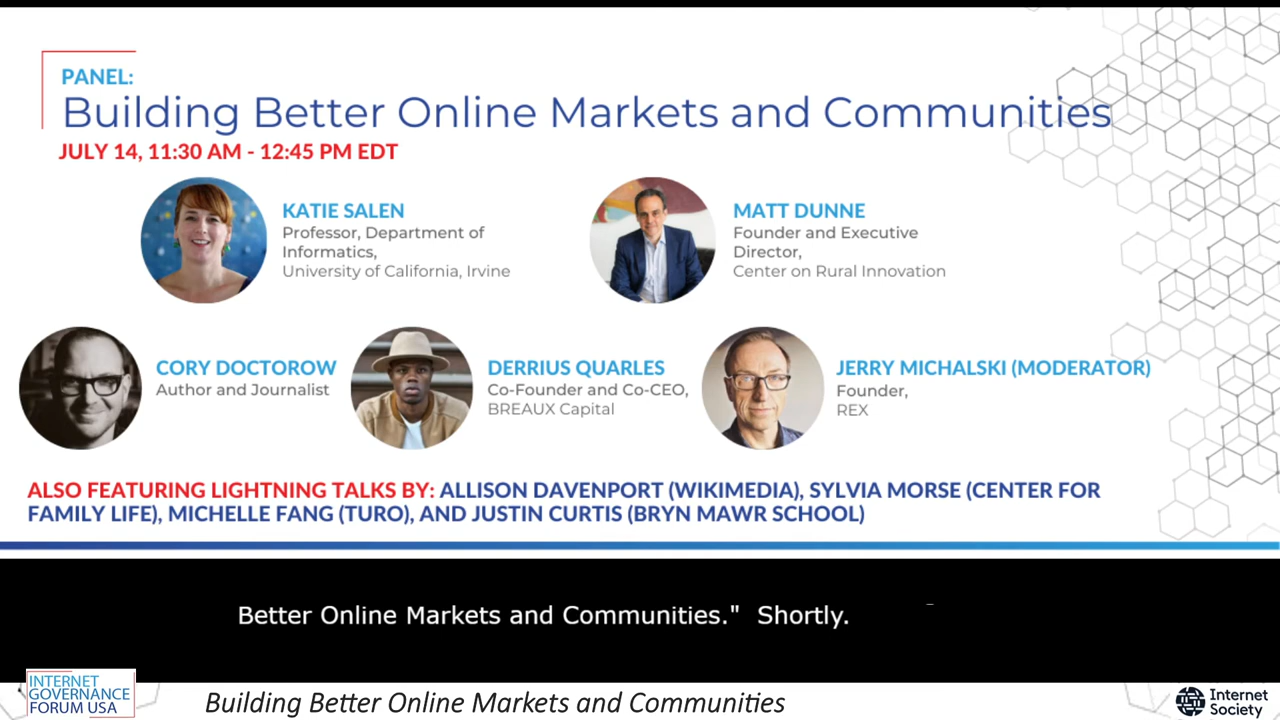 PANEL:
Building Better Online Markets and Communities
JULY 14, 11:30 AM - 12:45 PM EDT
KATIE SALEN
Professor, Department of
Informatics,
University of California, Irvine
MATT DUNNE
Founder and Executive
Director,
Center on Rural Innovation
CORY DOCTOROW
Author and Journalist
DERRIUS QUARLES
Co-Founder and Co-CEO,
BREAUX Capital
JERRY MICHALSKI (MODERATOR)
Founder,
REX
ALSO FEATURING LIGHTNING TALKS BY: ALLISON DAVENPORT (WIKIMEDIA), SYLVIA MORSE (CENTER FOR
FAMILY LIFE), MICHELLE FANG (TURO), AND JUSTIN CURTIS (BRYN MAWR SCHOOL)
Better Online Markets and Communities." Shortly.
INTERNET
GOVERNANCE
FORUM USA
Building Better Online Markets and Communities
Internet
Society